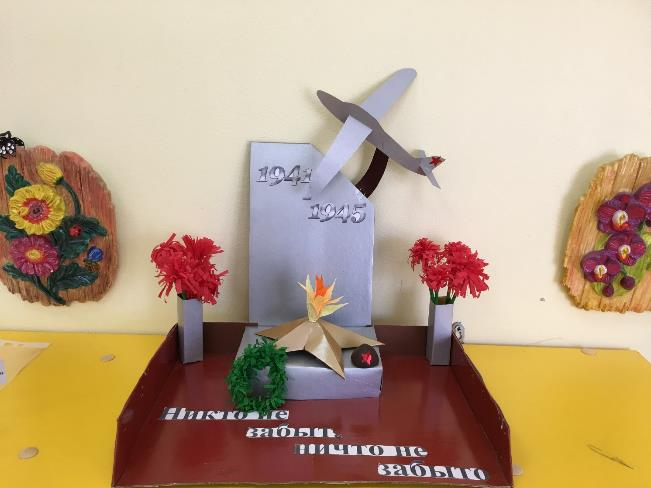 1941
1945
Никто не
забыт,
ничто не
забыто